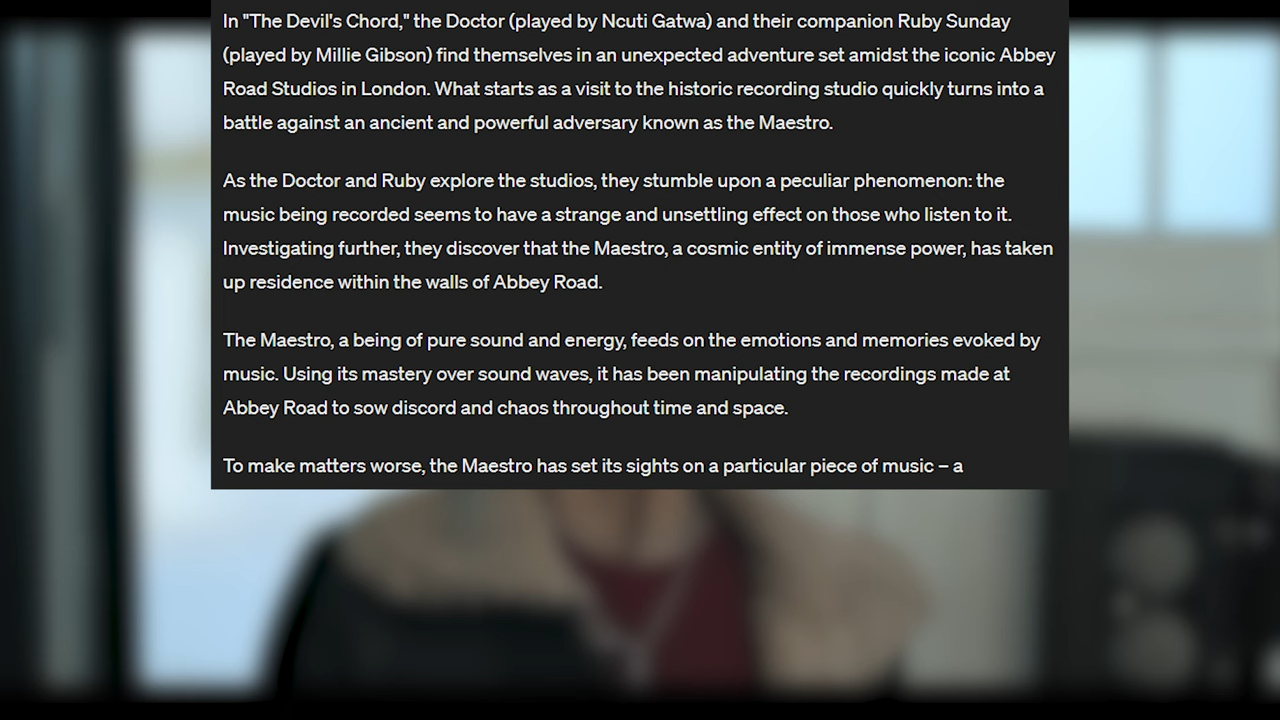 In "The Devil's Chord," the Doctor (played by Ncuti Gatwa) and their companion Ruby Sunday
(played by Millie Gibson) find themselves in an unexpected adventure set amidst the iconic Abbey
Road Studios in London. What starts as a visit to the historic recording studio quickly turns into a
battle against an ancient and powerful adversary known as the Maestro.
As the Doctor and Ruby explore the studios, they stumble upon a peculiar phenomenon: the
music being recorded seems to have a strange and unsettling effect on those who listen to it.
Investigating further, they discover that the Maestro, a cosmic entity of immense power, has taken
up residence within the walls of Abbey Road.
The Maestro, a being of pure sound and energy, feeds on the emotions and memories evoked by
music. Using its mastery over sound waves, it has been manipulating the recordings made at
Abbey Road to sow discord and chaos throughout time and space.
To make matters worse, the Maestro has set its sights on a particular piece of music – a